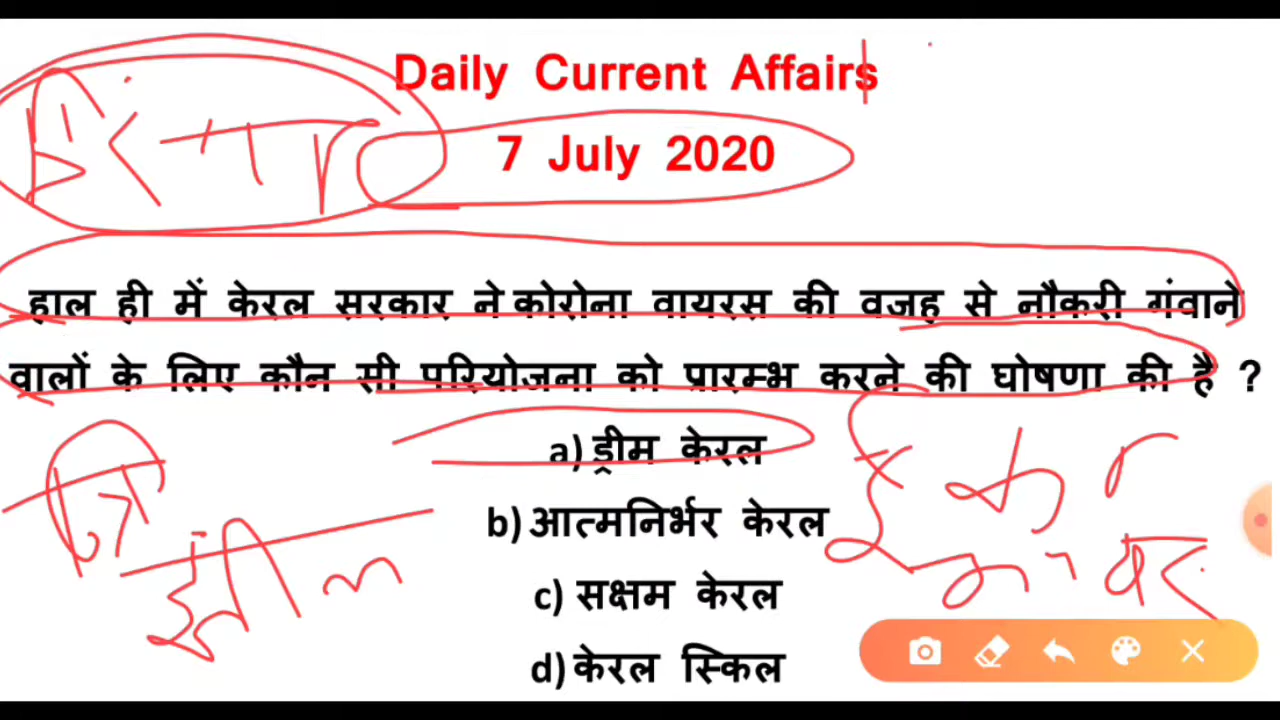 Daily Current Affairs
7 July 2020
हाल ही में केरल सरकार ने कोरोना वायरस की वजह से नौकरी गंवाने
वालों के लिए कौन सी परियोजना को प्रारम्भ करने की घोषणा की है ?
a) ड्रीम केरल
b) आत्मनिर्भर केरल
c) सक्षम केरल
d) केरल स्किल